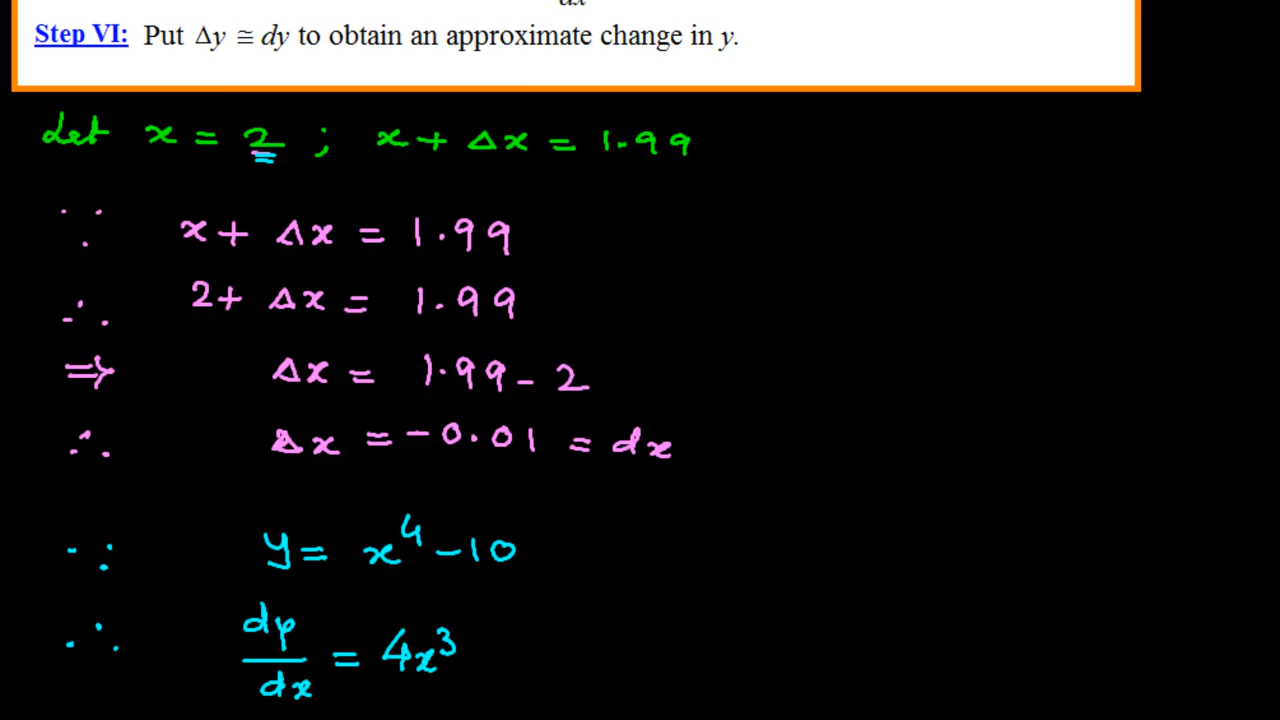 dx
Step VI: Put Δy ≅ dy to obtain an approximate change in y.
Let x = 2 ; x + Δx = 1.99
∵ x + Δx = 1.99
∴ 2 + Δx = 1.99
⇒ Δx = 1.99 - 2
∴ Δx = -0.01 = dx
∵ y = x⁴ - 10
∴ dy/dx = 4x³